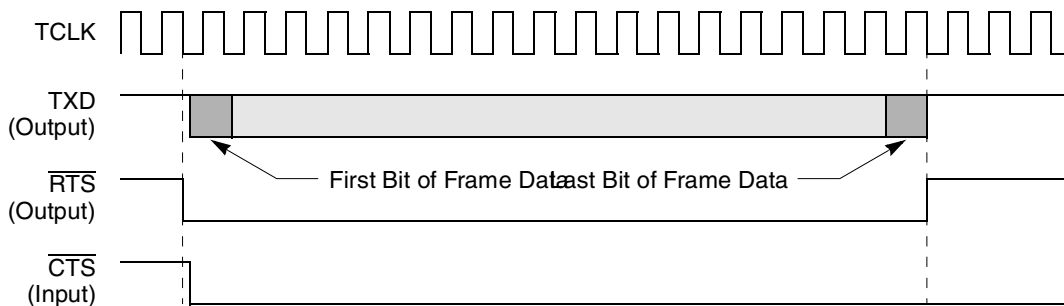 TCLK
TXD
(Output)
First Bit of Frame Data
Last Bit of Frame Data
RTS
(Output)
CTS
(Input)